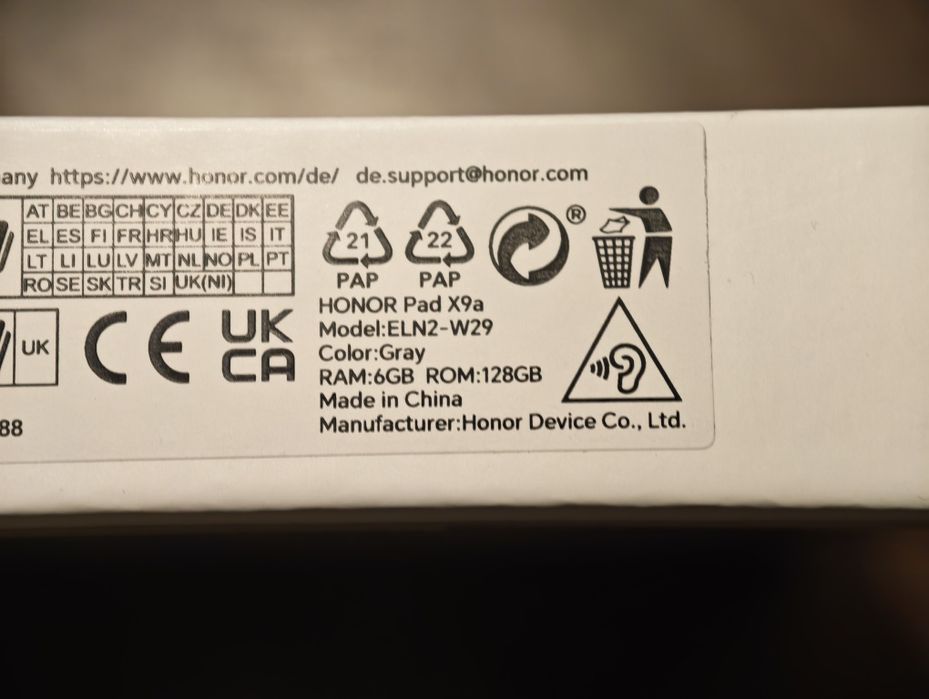 any https://www.honor.com/de/ de.support@honor.com
AT BE BG CH CY CZ DE DK EE
EL ES FI FR HR HU IE IS IT
LT LI LU LV MT NL NO PL PT
RO SE SK TR SI UK(NI)
21 22 ®
PAP PAP
HONOR Pad X9a
UK CE UK CA
Model:ELN2-W29
Color:Gray
RAM:6GB ROM:128GB
Made in China
88 Manufacturer:Honor Device Co., Ltd.